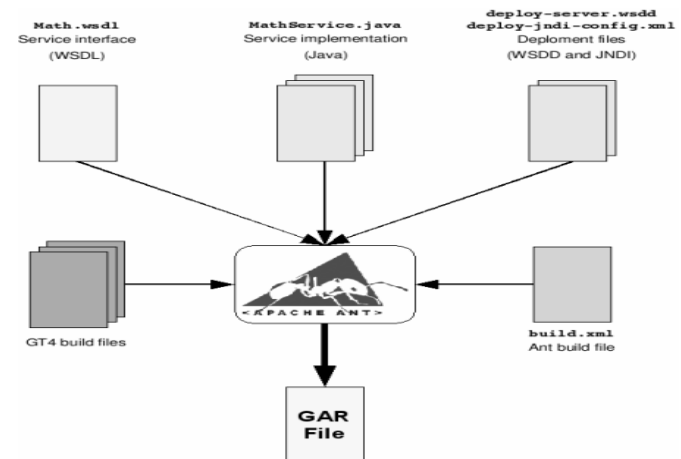 Math.wsdl
Service interface
(WSDL)
MathService.java
Service implementation
(Java)
deploy-server.wsdd
deploy-jndi-config.xml
Deploment files
(WSDD and JNDI)
<APACHE ANT>
GT4 build files
build.xml
Ant build file
GAR
File